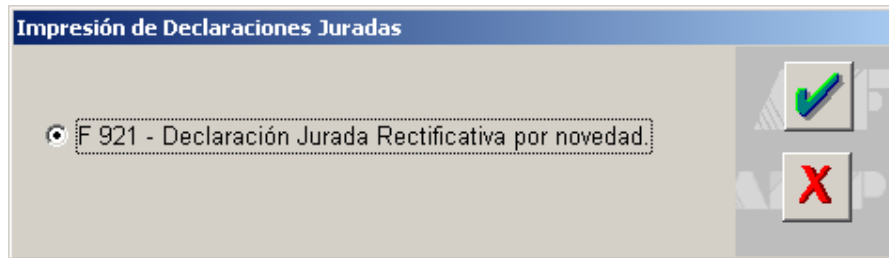 Impresión de Declaraciones Juradas
F 921 - Declaración Jurada Rectificativa por novedad.